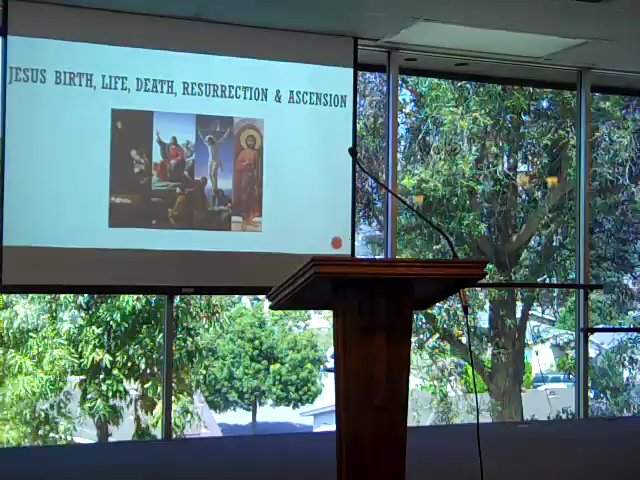 JESUS BIRTH, LIFE, DEATH, RESURRECTION & ASCENSION